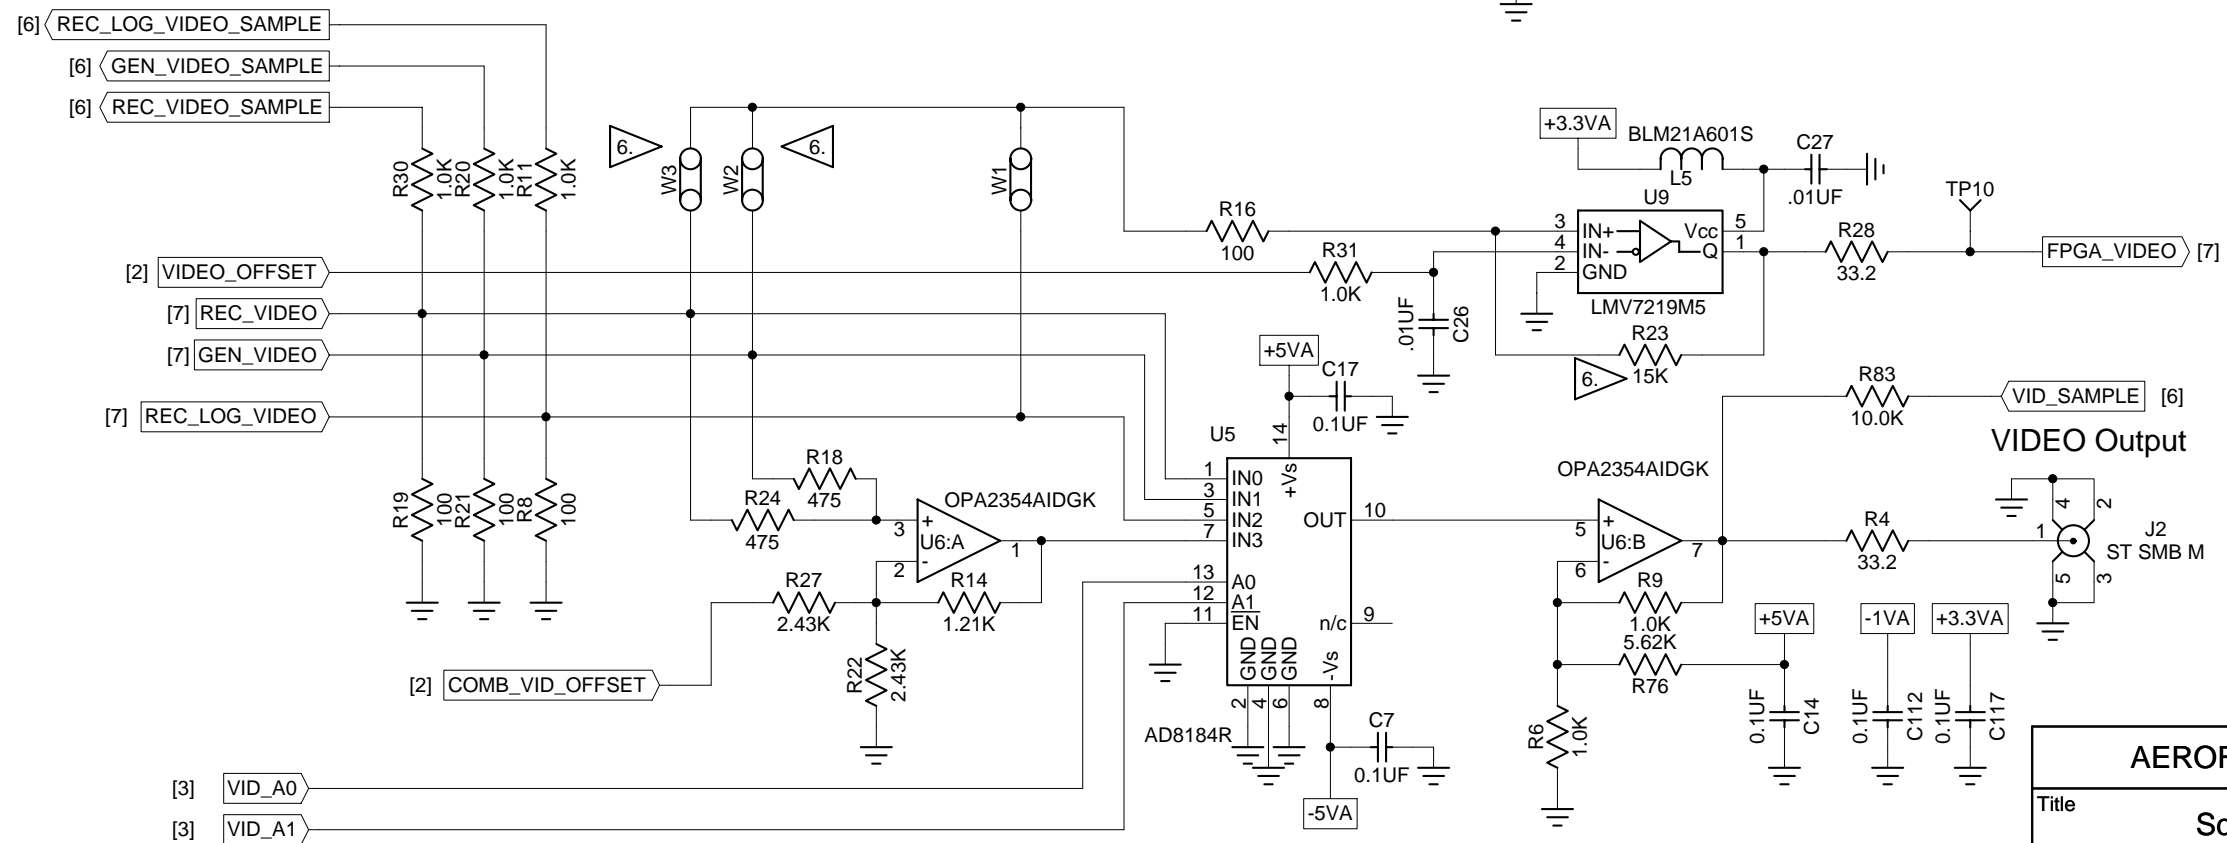 [6] REC_LOG_VIDEO_SAMPLE
[6] GEN_VIDEO_SAMPLE
[6] REC_VIDEO_SAMPLE
R30 1.0K
R20 1.0K
R11 1.0K
6.
W3
W2
6.
W1
+3.3VA
BLM21A601S
L5
C27
.01UF
TP10
U9
R16
100
3 IN+
4 IN-
2 GND
Vcc 5
Q 1
LMV7219M5
R28
33.2
FPGA_VIDEO [7]
[2] VIDEO_OFFSET
R31
1.0K
.01UF C26
[7] REC_VIDEO
R23
15K
6.
[7] GEN_VIDEO
+5VA
C17
0.1UF
R83
10.0K
VID_SAMPLE [6]
[7] REC_LOG_VIDEO
VIDEO Output
U5
14 +Vs
R19 100
R21 100
R8 100
R18
475
R24
475
OPA2354AIDGK
3 +
U6:A 1
2 -
1 IN0
3 IN1
5 IN2
7 IN3
OUT 10
13 A0
12 A1
11 EN
n/c 9
GND GND GND -Vs
2 4 6 8
AD8184R
OPA2354AIDGK
5 +
U6:B 7
6 -
R4
33.2
4 2
1
5 3
J2
ST SMB M
R27
2.43K
R14
1.21K
R9
1.0K
5.62K
R76
+5VA
-1VA
+3.3VA
[2] COMB_VID_OFFSET
R22 2.43K
R6 1.0K
0.1UF C14
0.1UF C112
0.1UF C117
C7
0.1UF
-5VA
[3] VID_A0
[3] VID_A1
Title